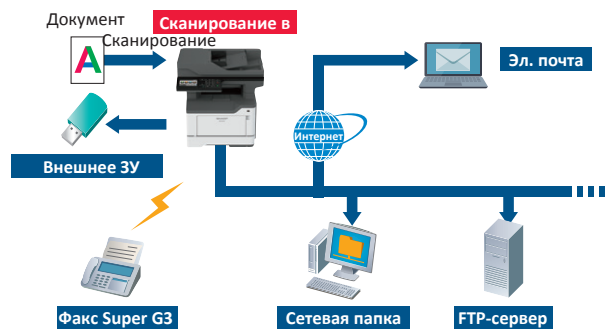 Документ
Сканирование в
Сканирование
A
Эл. почта
Интернет
Внешнее ЗУ
Факс Super G3
Сетевая папка
FTP-сервер